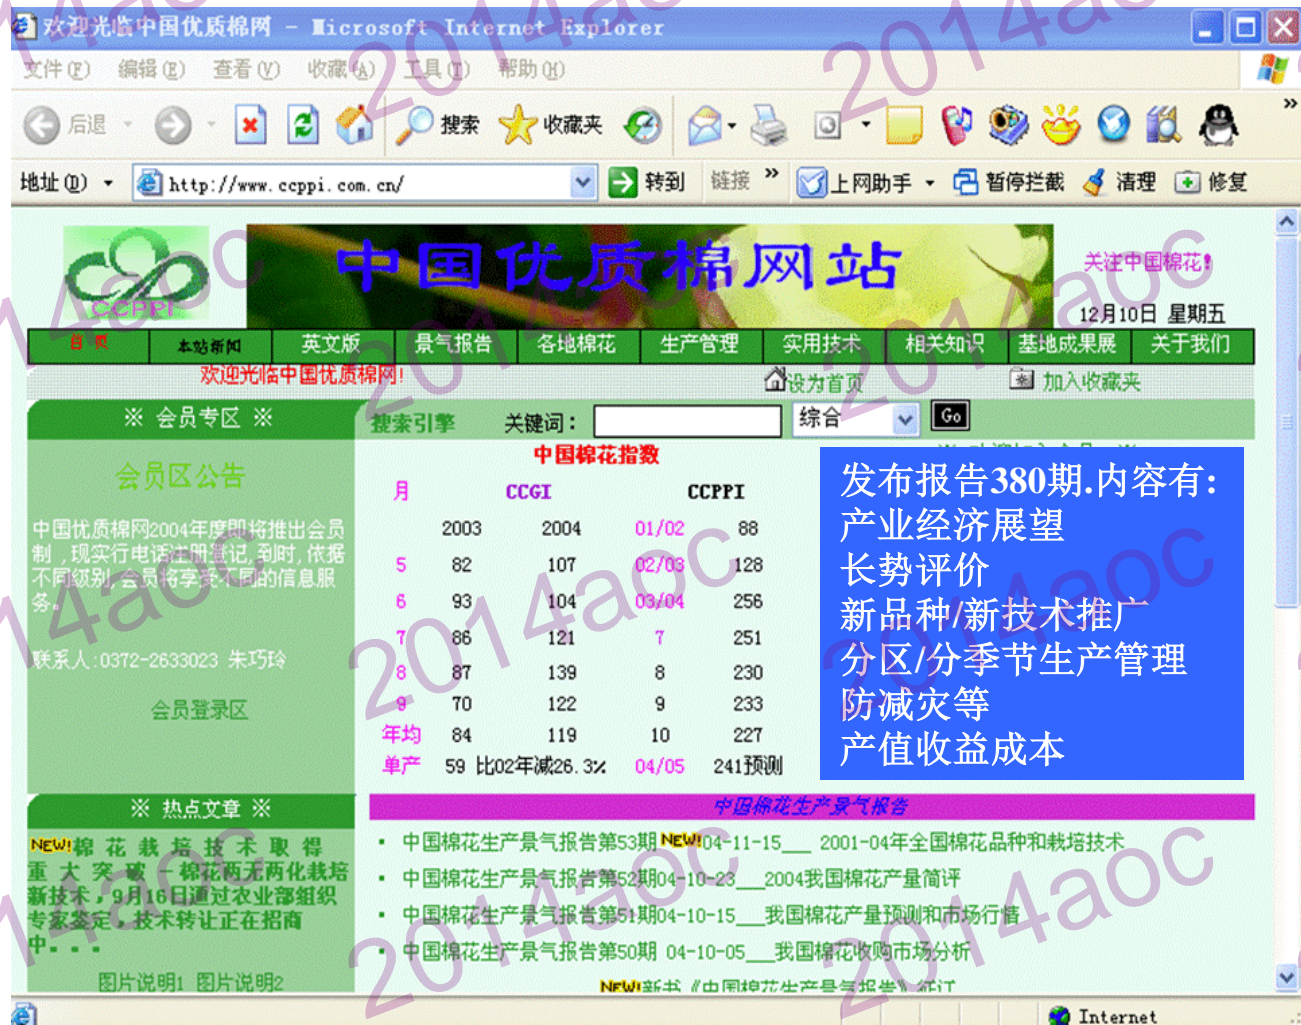 欢迎光临中国优质棉网 - Microsoft Internet Explorer
文件(F) 编辑(E) 查看(V) 收藏(A) 工具(T) 帮助(H)
后退 搜索 收藏夹
地址(D) http://www.ccppi.com.cn/ 转到 链接 » 上网助手 暂停拦截 清理 修复
中国优质棉网站
CCPPI
关注中国棉花!
12月10日 星期五
首页 本站新闻 英文版 景气报告 各地棉花 生产管理 实用技术 相关知识 基地成果展 关于我们
欢迎光临中国优质棉网! 设为首页 加入收藏夹
※ 会员专区 ※
会员区公告
中国优质棉网2004年度即将推出会员
制,现实行电话注册登记,到时,依据
不同级别,会员将享受不同的信息服
务。
联系人:0372-2633023 朱巧玲
会员登录区
搜索引擎 关键词: 综合 Go
中国棉花指数
月 CCGI CCPPI
2003 2004 01/02 88
5 82 107 02/03 128
6 93 104 03/04 256
7 86 121 7 251
8 87 139 8 230
9 70 122 9 233
年均 84 119 10 227
单产 59 比02年减26.3% 04/05 241预测
发布报告380期.内容有:
产业经济展望
长势评价
新品种/新技术推广
分区/分季节生产管理
防减灾等
产值收益成本
※ 热点文章 ※
NEW!棉花栽培技术取得
重大突破-棉花两无两化栽培
新技术,9月16日通过农业部组织
专家鉴定,技术转让正在招商
中...
图片说明1 图片说明2
中国棉花生产景气报告
· 中国棉花生产景气报告第53期 NEW! 04-11-15___ 2001-04年全国棉花品种和栽培技术
· 中国棉花生产景气报告第52期04-10-23___2004我国棉花产量简评
· 中国棉花生产景气报告第51期04-10-15___我国棉花产量预测和市场行情
· 中国棉花生产景气报告第50期 04-10-05___我国棉花收购市场分析
NEW!新书《中国棉花生产景气报告》征订
Internet
2014aoc